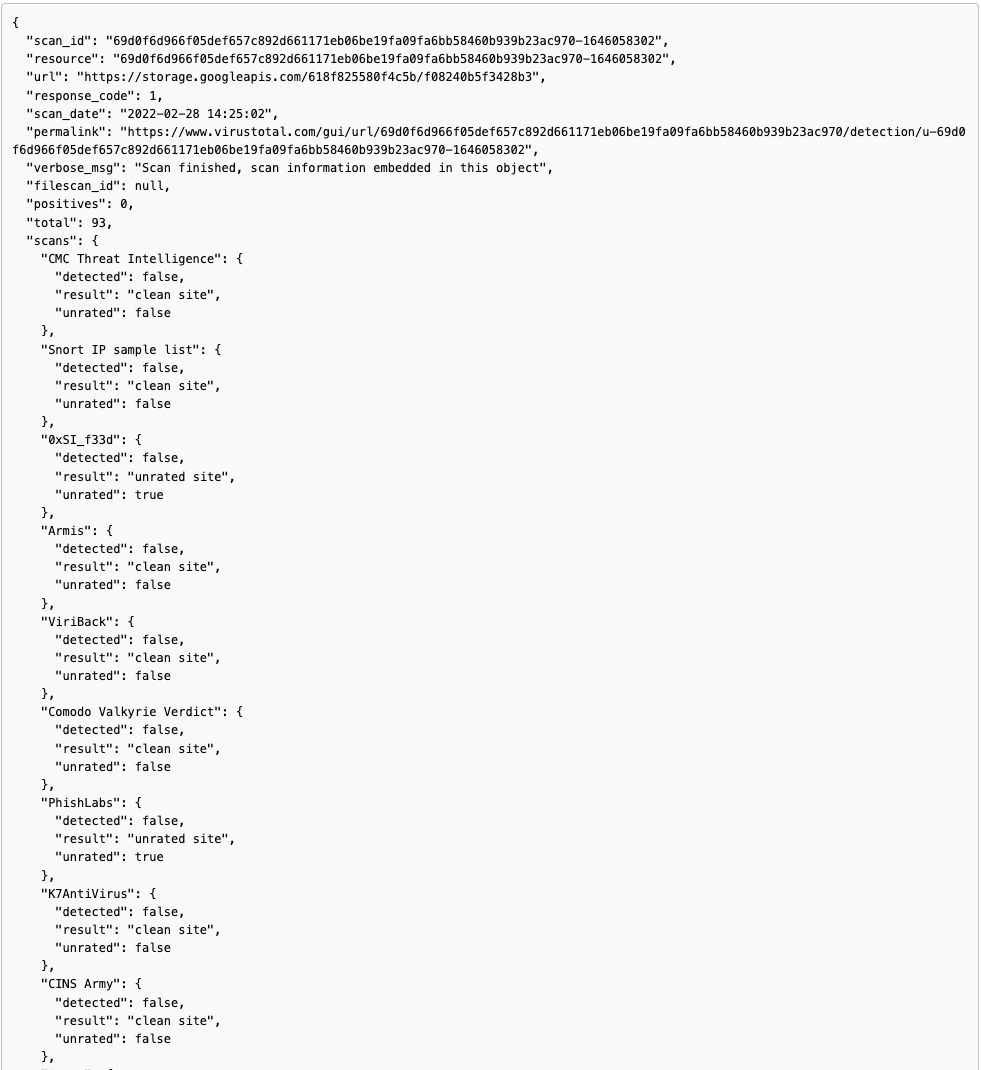 {
"scan_id": "69d0f6d966f05def657c892d661171eb06be19fa09fa6bb58460b939b23ac970-1646058302",
"resource": "69d0f6d966f05def657c892d661171eb06be19fa09fa6bb58460b939b23ac970-1646058302",
"url": "https://storage.googleapis.com/618f825580f4c5b/f08240b5f3428b3",
"response_code": 1,
"scan_date": "2022-02-28 14:25:02",
"permalink": "https://www.virustotal.com/gui/url/69d0f6d966f05def657c892d661171eb06be19fa09fa6bb58460b939b23ac970/detection/u-69d0
f6d966f05def657c892d661171eb06be19fa09fa6bb58460b939b23ac970-1646058302",
"verbose_msg": "Scan finished, scan information embedded in this object",
"filescan_id": null,
"positives": 0,
"total": 93,
"scans": {
"CMC Threat Intelligence": {
"detected": false,
"result": "clean site",
"unrated": false
},
"Snort IP sample list": {
"detected": false,
"result": "clean site",
"unrated": false
},
"0xSI_f33d": {
"detected": false,
"result": "unrated site",
"unrated": true
},
"Armis": {
"detected": false,
"result": "clean site",
"unrated": false
},
"ViriBack": {
"detected": false,
"result": "clean site",
"unrated": false
},
"Comodo Valkyrie Verdict": {
"detected": false,
"result": "clean site",
"unrated": false
},
"PhishLabs": {
"detected": false,
"result": "unrated site",
"unrated": true
},
"K7AntiVirus": {
"detected": false,
"result": "clean site",
"unrated": false
},
"CINS Army": {
"detected": false,
"result": "clean site",
"unrated": false
},